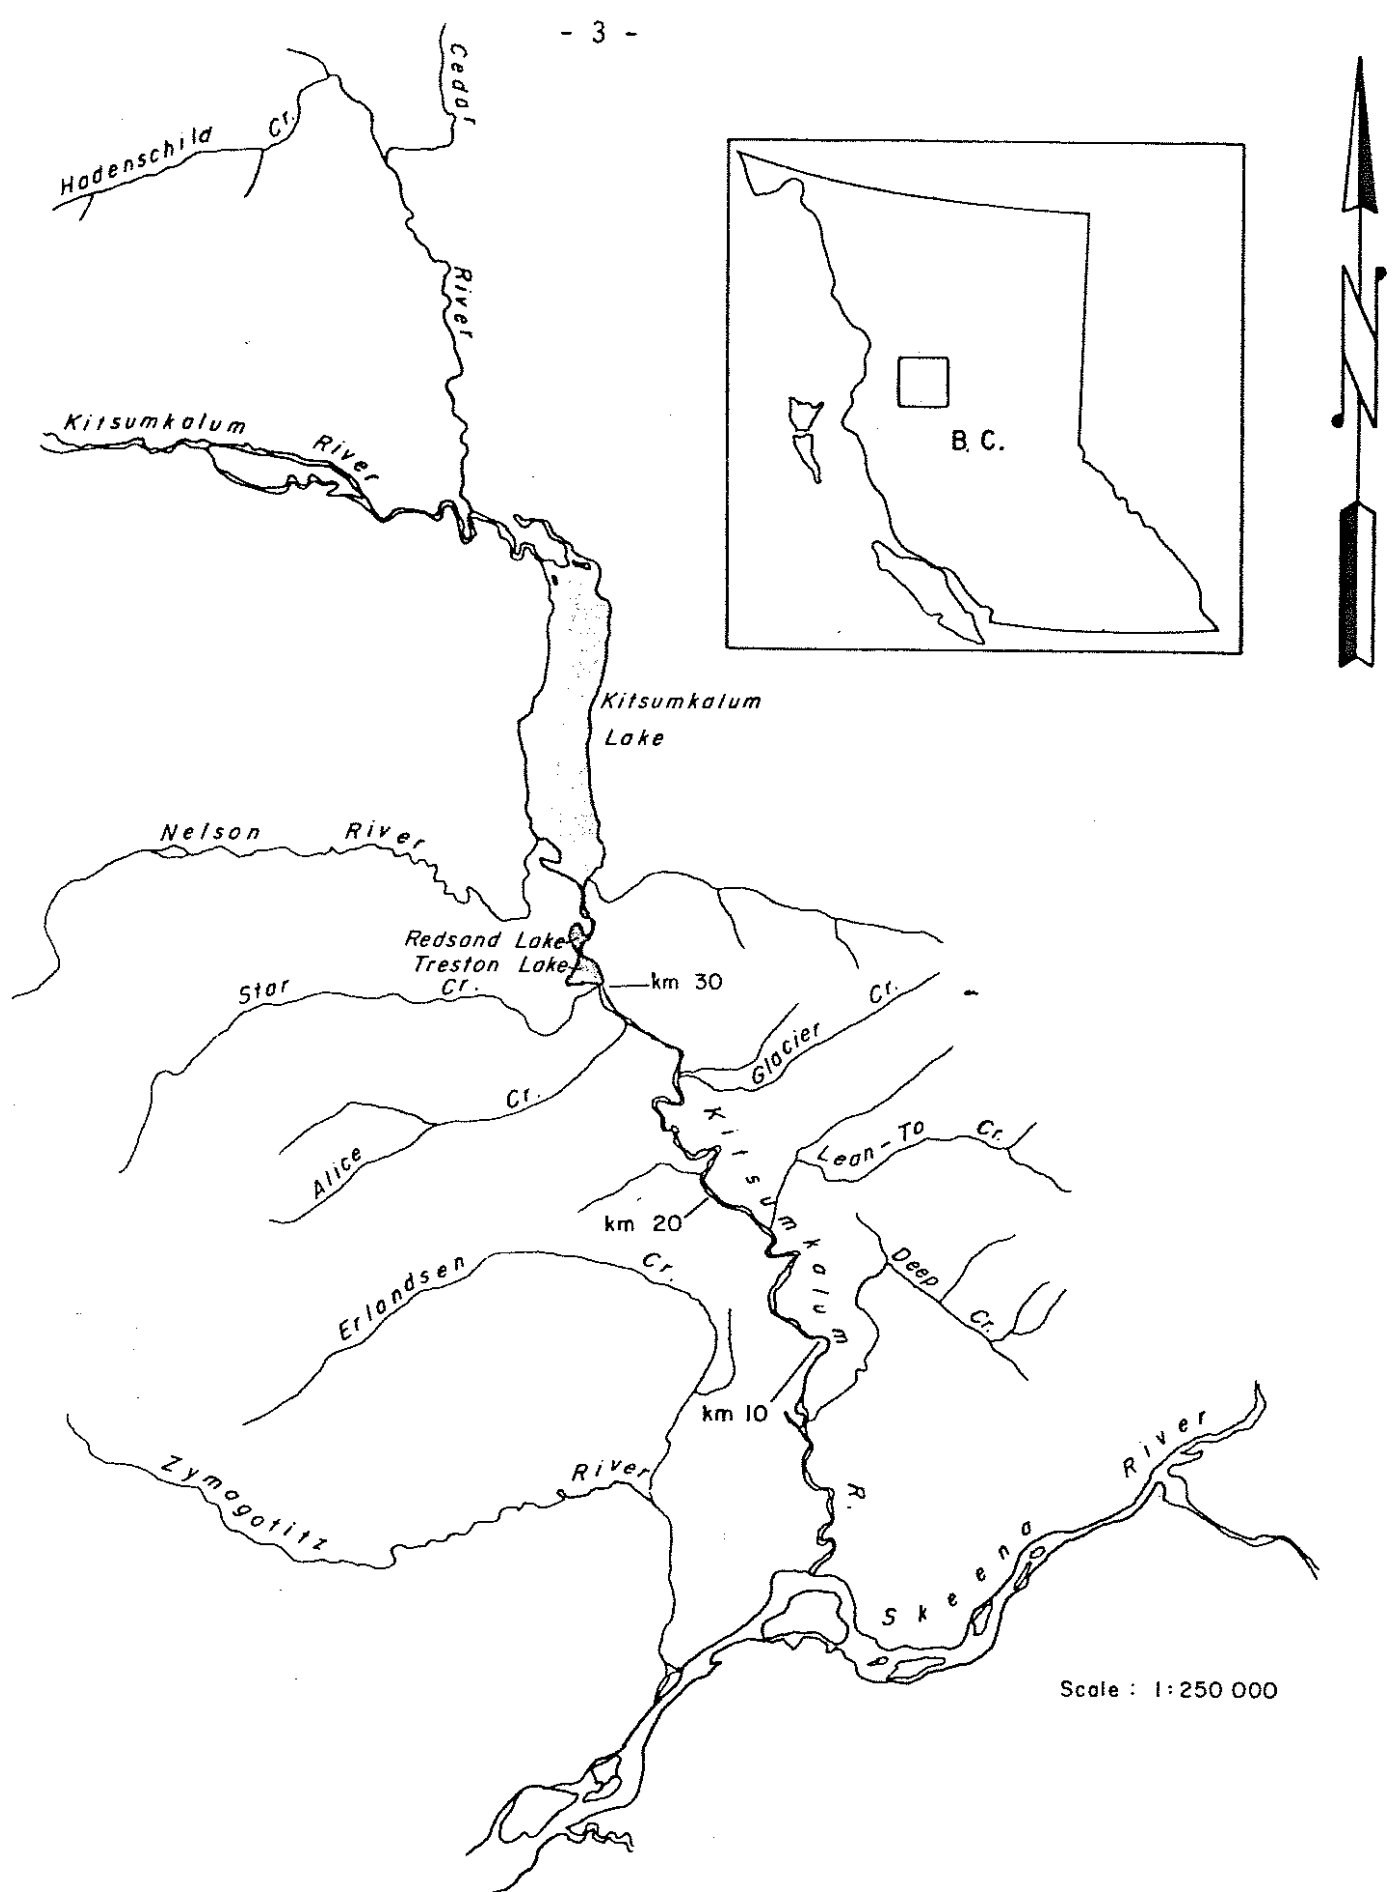 - 3 -
Cedar
River
Hadenschild Cr.
N
B.C.
Kitsumkalum River
Kitsumkalum
Lake
Nelson River
Redsand Lake
Treston Lake
km 30
Star Cr.
Glacier Cr.
Alice Cr.
Lean-To Cr.
km 20
Kitsumkalum R.
Deep Cr.
Erlandsen Cr.
km 10
Zymagotitz River
Skeena River
Scale : 1:250 000